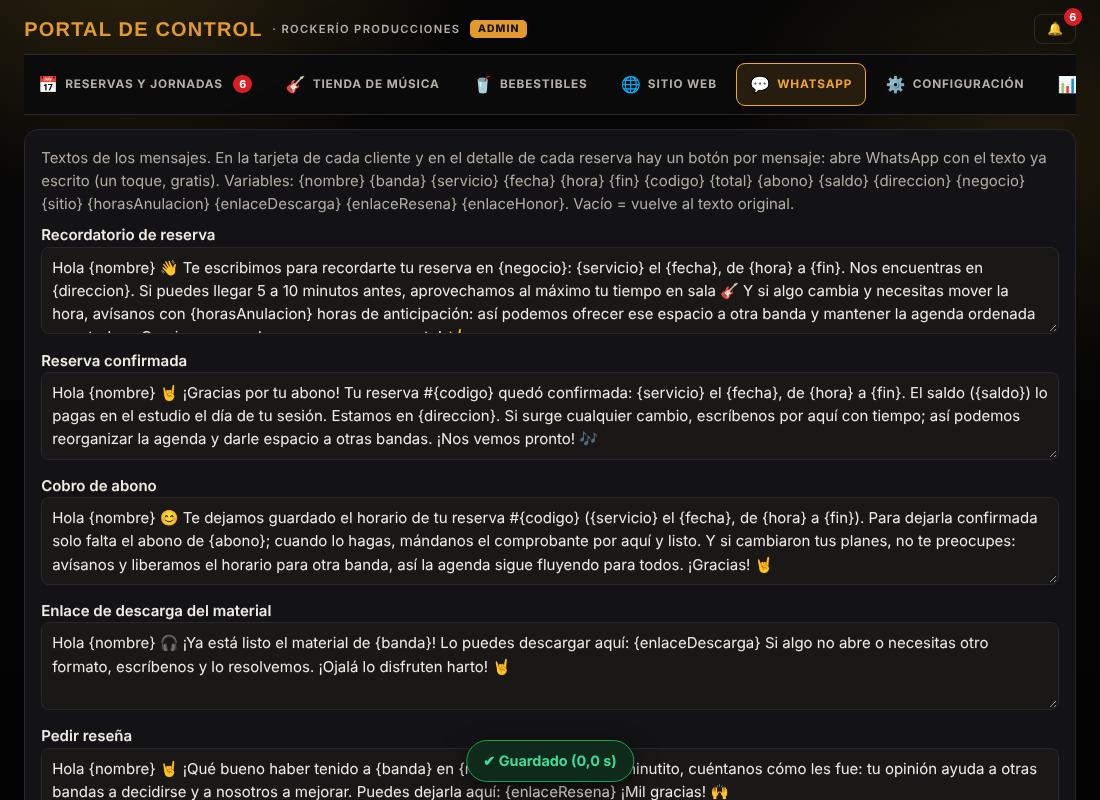 PORTAL DE CONTROL · ROCKERÍO PRODUCCIONES ADMIN 6
RESERVAS Y JORNADAS 6 TIENDA DE MÚSICA BEBESTIBLES SITIO WEB WHATSAPP CONFIGURACIÓN
Textos de los mensajes. En la tarjeta de cada cliente y en el detalle de cada reserva hay un botón por mensaje: abre WhatsApp con el texto ya
escrito (un toque, gratis). Variables: {nombre} {banda} {servicio} {fecha} {hora} {fin} {codigo} {total} {abono} {saldo} {direccion} {negocio}
{sitio} {horasAnulacion} {enlaceDescarga} {enlaceResena} {enlaceHonor}. Vacío = vuelve al texto original.
Recordatorio de reserva
Hola {nombre} 👋 Te escribimos para recordarte tu reserva en {negocio}: {servicio} el {fecha}, de {hora} a {fin}. Nos encuentras en
{direccion}. Si puedes llegar 5 a 10 minutos antes, aprovechamos al máximo tu tiempo en sala 🎸 Y si algo cambia y necesitas mover la
hora, avísanos con {horasAnulacion} horas de anticipación: así podemos ofrecer ese espacio a otra banda y mantener la agenda ordenada
Reserva confirmada
Hola {nombre} 🤘 ¡Gracias por tu abono! Tu reserva #{codigo} quedó confirmada: {servicio} el {fecha}, de {hora} a {fin}. El saldo ({saldo}) lo
pagas en el estudio el día de tu sesión. Estamos en {direccion}. Si surge cualquier cambio, escríbenos por aquí con tiempo; así podemos
reorganizar la agenda y darle espacio a otras bandas. ¡Nos vemos pronto! 🎶
Cobro de abono
Hola {nombre} 😊 Te dejamos guardado el horario de tu reserva #{codigo} ({servicio} el {fecha}, de {hora} a {fin}). Para dejarla confirmada
solo falta el abono de {abono}; cuando lo hagas, mándanos el comprobante por aquí y listo. Y si cambiaron tus planes, no te preocupes:
avísanos y liberamos el horario para otra banda, así la agenda sigue fluyendo para todos. ¡Gracias! 🤘
Enlace de descarga del material
Hola {nombre} 🎧 ¡Ya está listo el material de {banda}! Lo puedes descargar aquí: {enlaceDescarga} Si algo no abre o necesitas otro
formato, escríbenos y lo resolvemos. ¡Ojalá lo disfruten harto! 🤘
Pedir reseña
Hola {nombre} 🤘 ¡Qué bueno haber tenido a {banda} en minutito, cuéntanos cómo les fue: tu opinión ayuda a otras
✔ Guardado (0,0 s)
bandas a decidirse y a nosotros a mejorar. Puedes dejarla aquí: {enlaceResena} ¡Mil gracias! 🙌